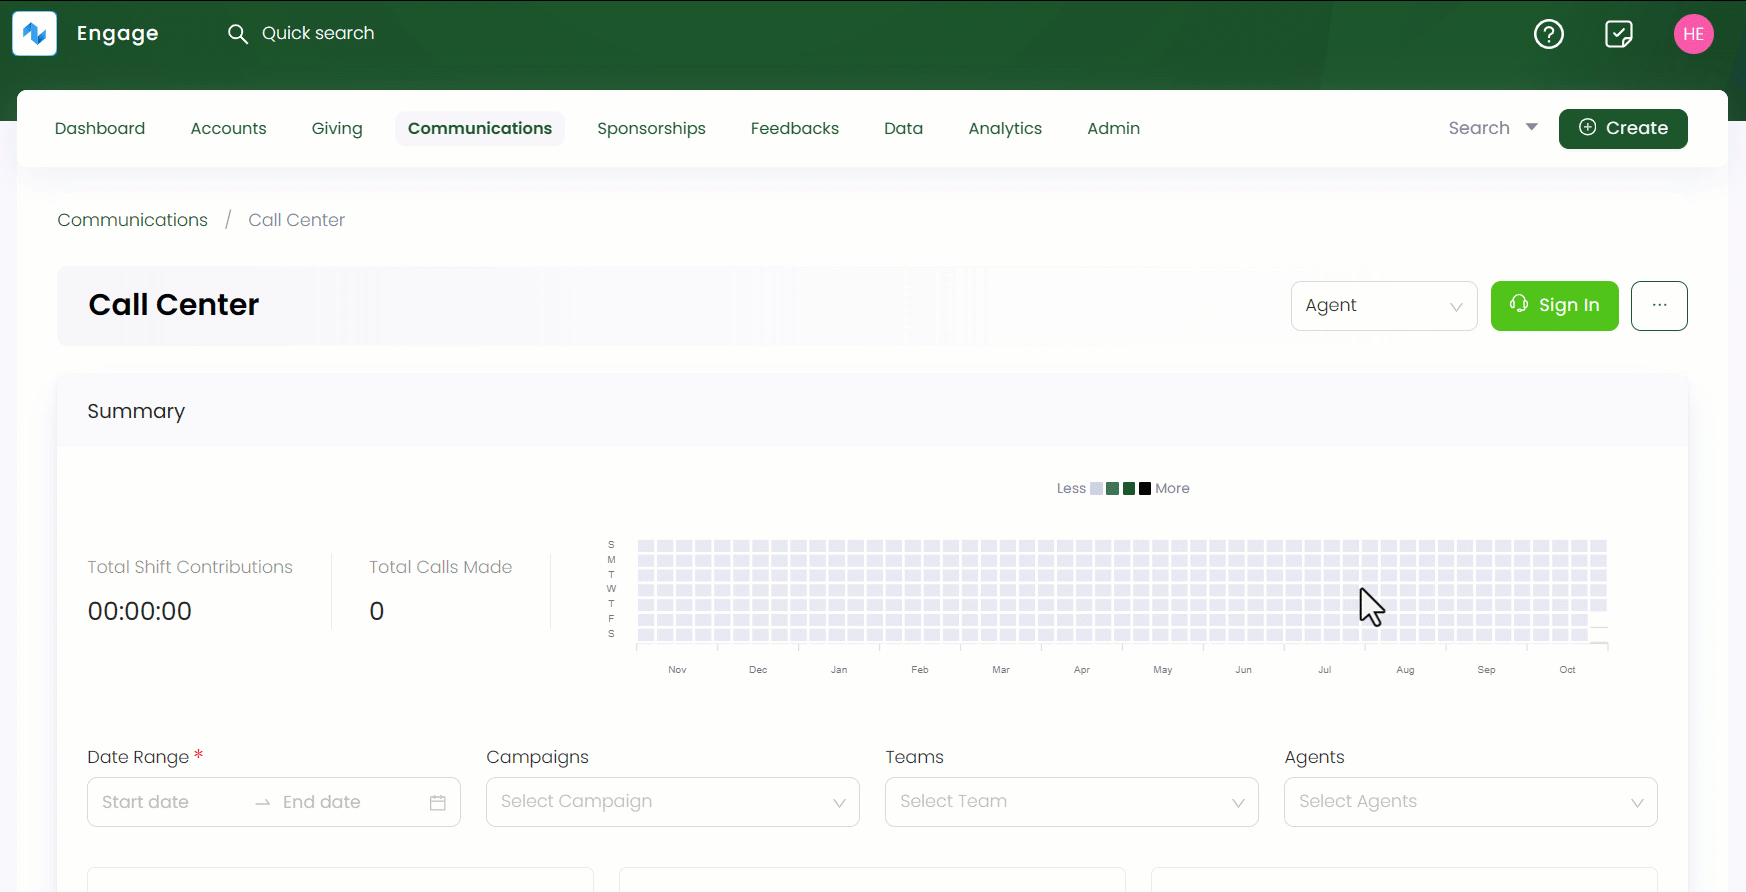 Engage
Quick search
HE
Dashboard Accounts Giving Communications Sponsorships Feedbacks Data Analytics Admin
Search
Create
Communications / Call Center
Call Center
Agent
Sign In
...
Summary
Less More
Total Shift Contributions
00:00:00
Total Calls Made
0
S
M
T
W
T
F
S
Nov Dec Jan Feb Mar Apr May Jun Jul Aug Sep Oct
Date Range *
Start date → End date
Campaigns
Select Campaign
Teams
Select Team
Agents
Select Agents